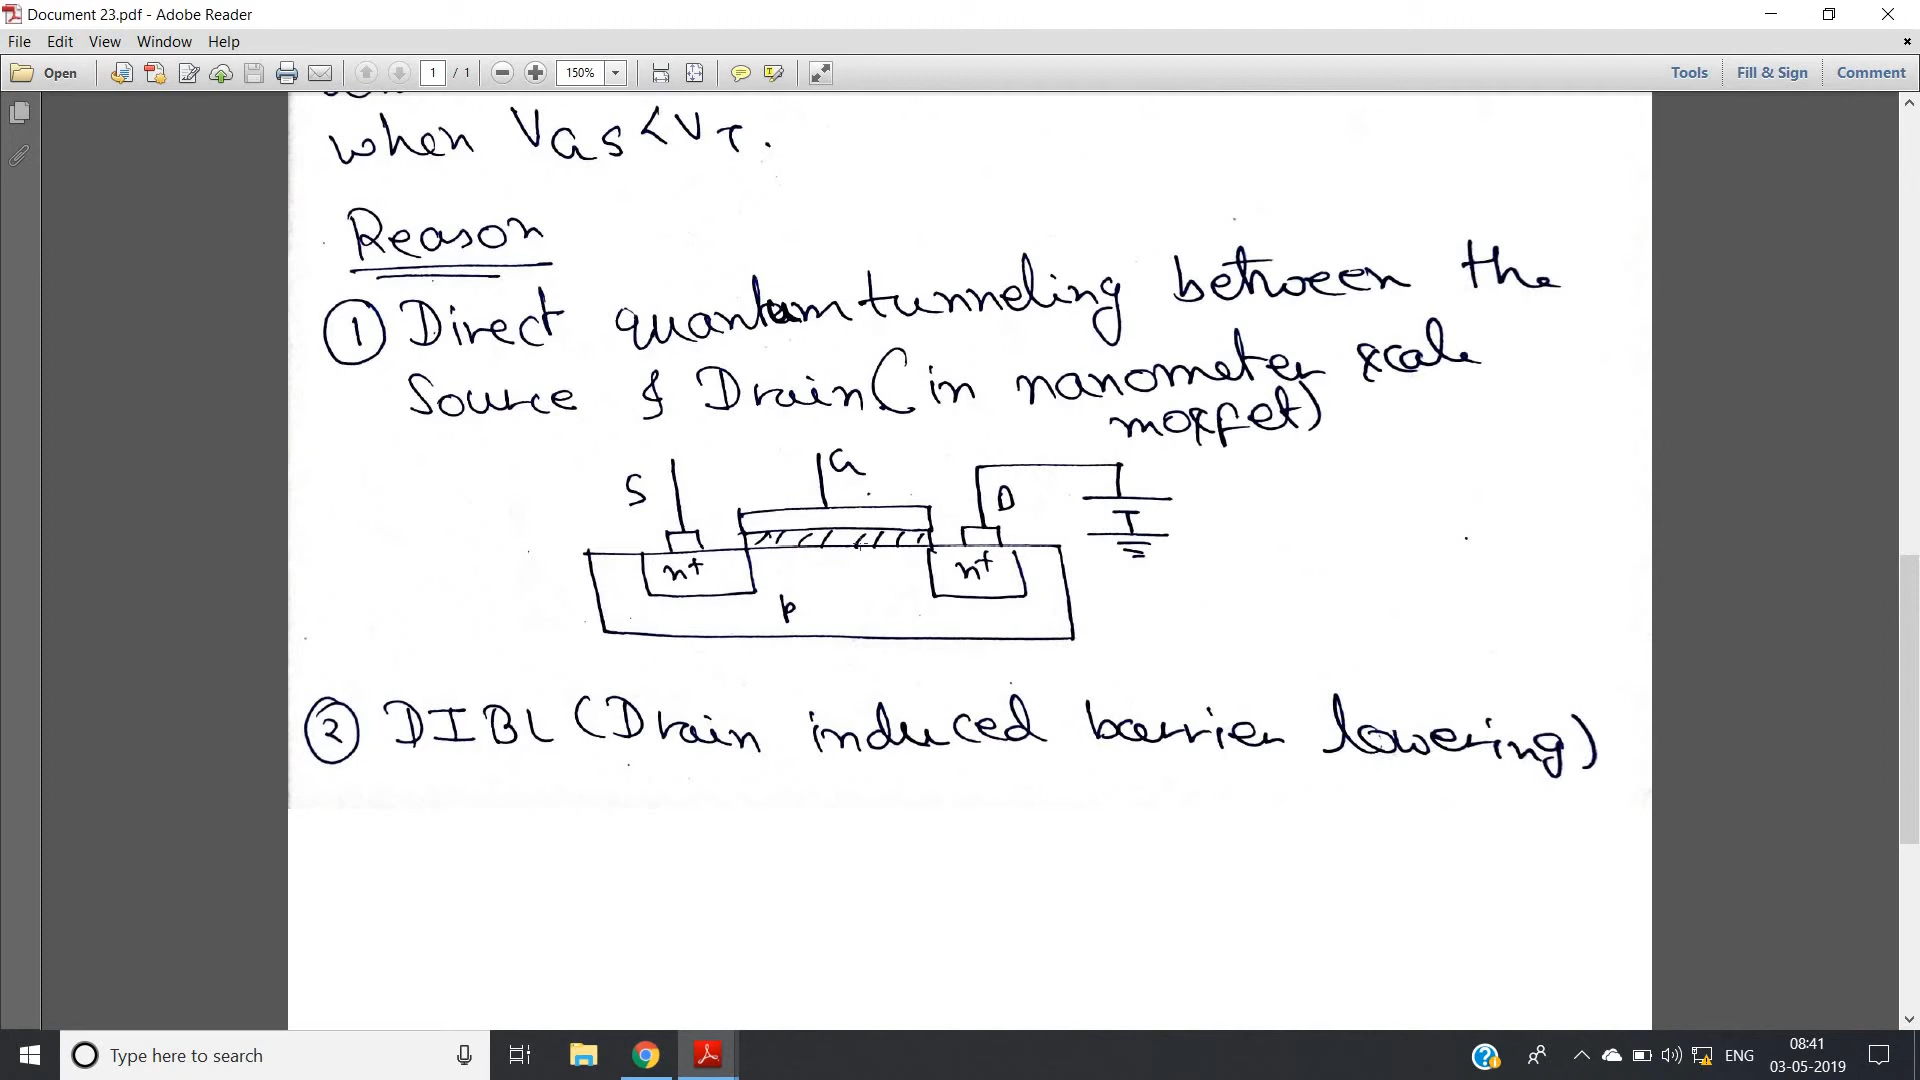 Document 23.pdf - Adobe Reader
File Edit View Window Help
Open 1 / 1 150% Tools Fill & Sign Comment
when VGS < VT.
Reason
① Direct quantum tunneling between the
Source & Drain (in nanometer scale
mosfet)
S G D
n+ n+
p
② DIBL (Drain induced barrier lowering)
Type here to search
ENG
08:41
03-05-2019